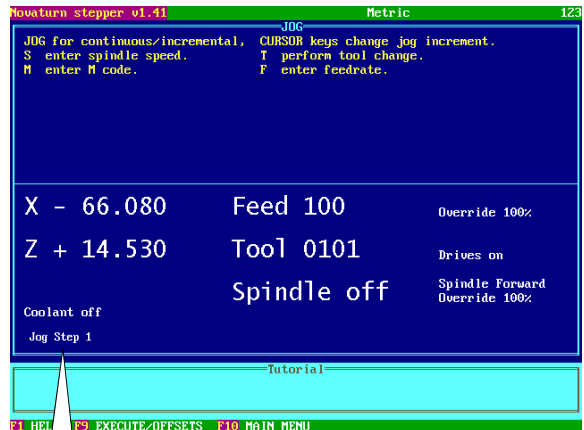 Novaturn stepper v1.41 Metric 123
JOG
JOG for continuous/incremental, CURSOR keys change jog increment.
S enter spindle speed. T perform tool change.
M enter M code. F enter feedrate.
X - 66.080 Feed 100 Override 100%
Z + 14.530 Tool 0101 Drives on
Spindle off Spindle Forward
Override 100%
Coolant off
Jog Step 1
Tutorial
F1 HEL F9 EXECUTE/OFFSETS F10 MAIN MENU